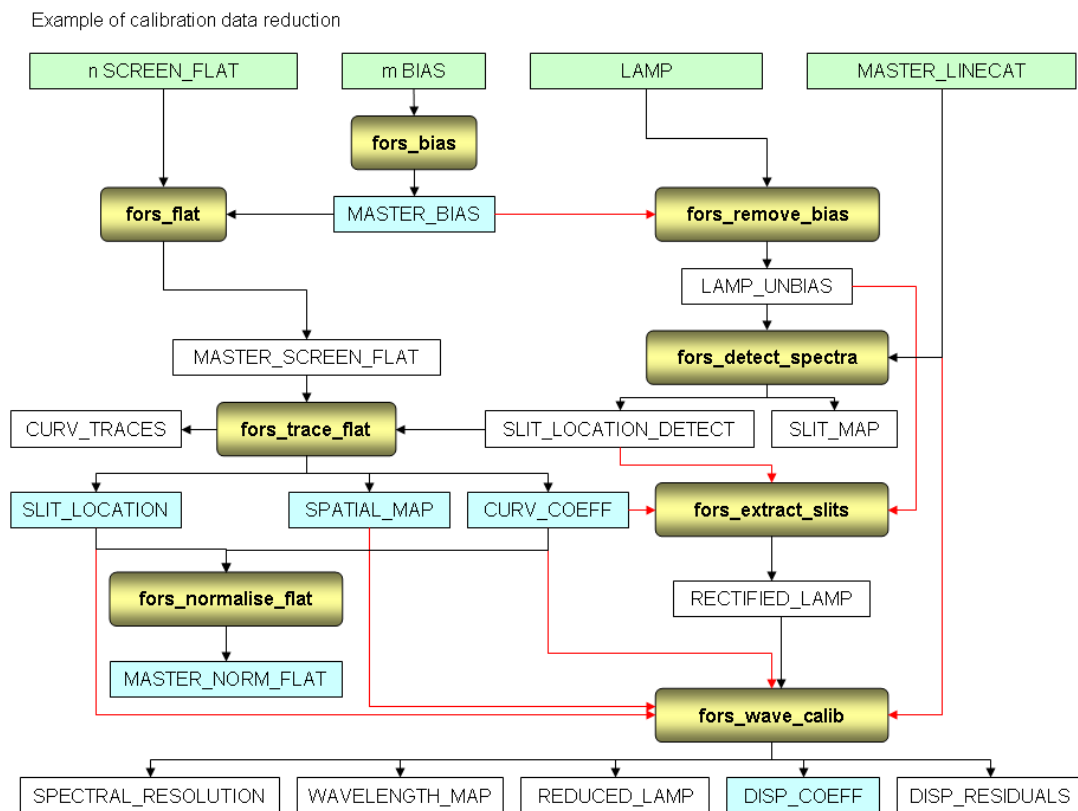 Example of calibration data reduction
n SCREEN_FLAT
m BIAS
LAMP
MASTER_LINECAT
fors_bias
fors_flat
MASTER_BIAS
fors_remove_bias
LAMP_UNBIAS
MASTER_SCREEN_FLAT
fors_detect_spectra
CURV_TRACES
fors_trace_flat
SLIT_LOCATION_DETECT
SLIT_MAP
SLIT_LOCATION
SPATIAL_MAP
CURV_COEFF
fors_extract_slits
fors_normalise_flat
RECTIFIED_LAMP
MASTER_NORM_FLAT
fors_wave_calib
SPECTRAL_RESOLUTION
WAVELENGTH_MAP
REDUCED_LAMP
DISP_COEFF
DISP_RESIDUALS